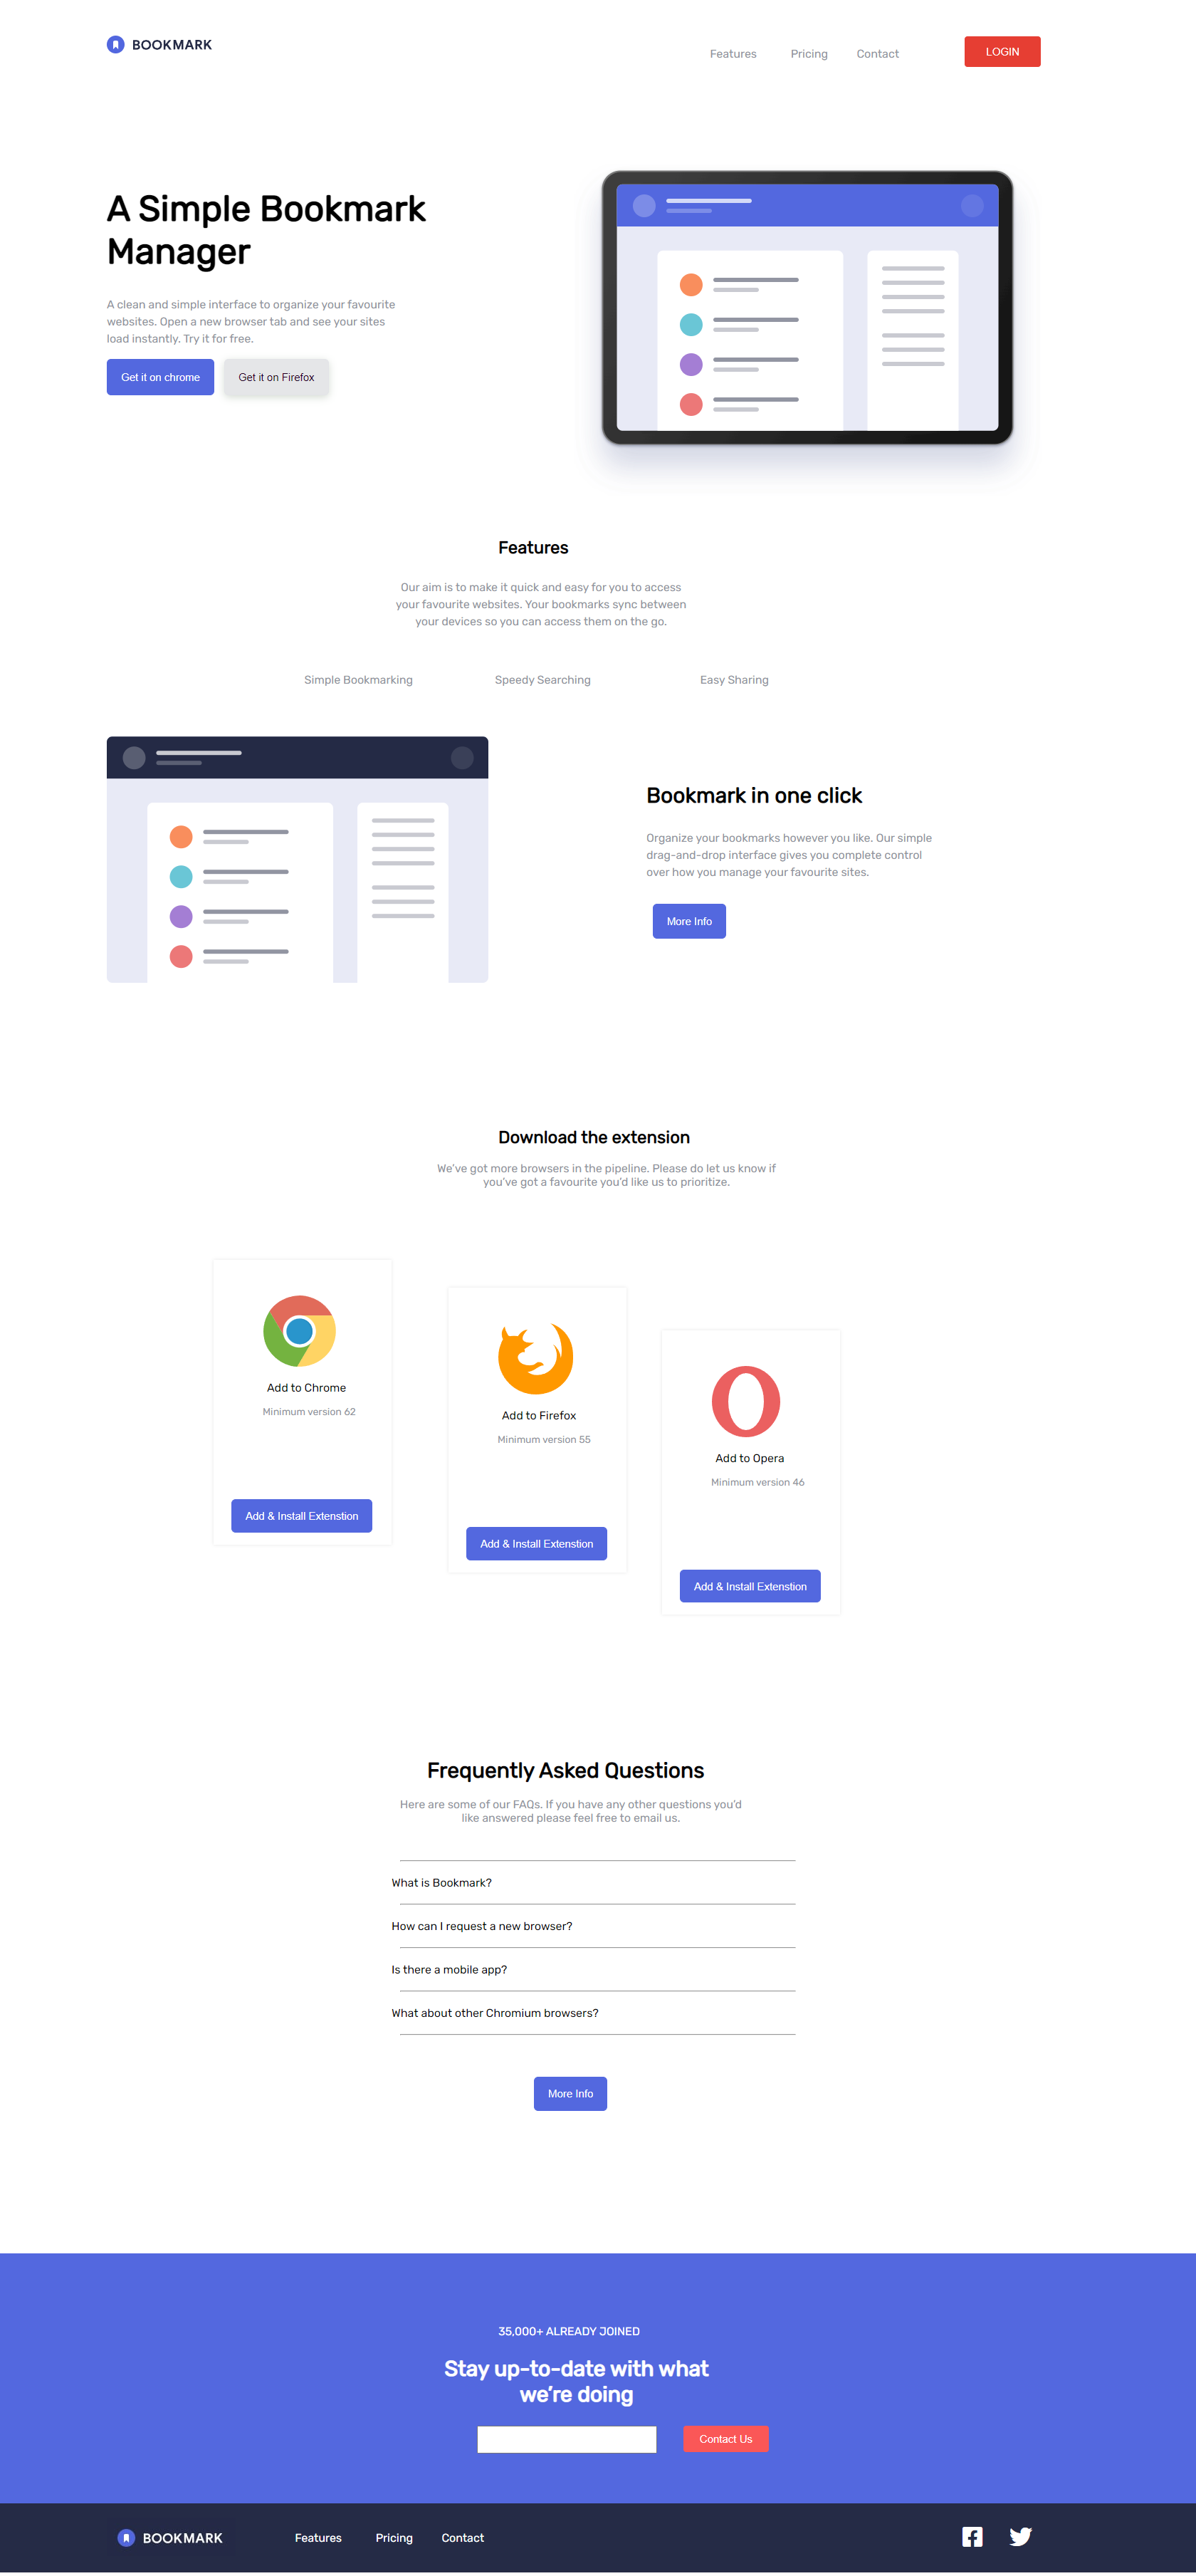 BOOKMARK
Features Pricing Contact LOGIN
A Simple Bookmark
Manager
A clean and simple interface to organize your favourite
websites. Open a new browser tab and see your sites
load instantly. Try it for free.
Get it on chrome Get it on Firefox
Features
Our aim is to make it quick and easy for you to access
your favourite websites. Your bookmarks sync between
your devices so you can access them on the go.
Simple Bookmarking Speedy Searching Easy Sharing
Bookmark in one click
Organize your bookmarks however you like. Our simple
drag-and-drop interface gives you complete control
over how you manage your favourite sites.
More Info
Download the extension
We've got more browsers in the pipeline. Please do let us know if
you've got a favourite you'd like us to prioritize.
Add to Chrome
Minimum version 62
Add & Install Extenstion
Add to Firefox
Minimum version 55
Add & Install Extenstion
Add to Opera
Minimum version 46
Add & Install Extenstion
Frequently Asked Questions
Here are some of our FAQs. If you have any other questions you'd
like answered please feel free to email us.
What is Bookmark?
How can I request a new browser?
Is there a mobile app?
What about other Chromium browsers?
More Info
35,000+ ALREADY JOINED
Stay up-to-date with what
we're doing
Contact Us
BOOKMARK Features Pricing Contact